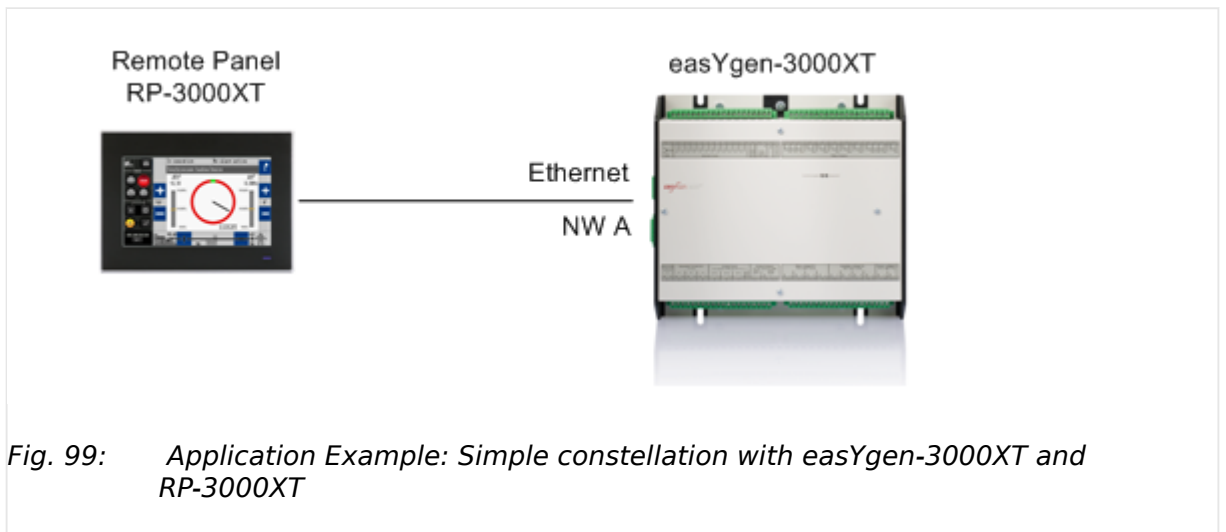 Remote Panel
RP-3000XT
easYgen-3000XT
Ethernet
NW A
Fig. 99: Application Example: Simple constellation with easYgen-3000XT and
RP-3000XT